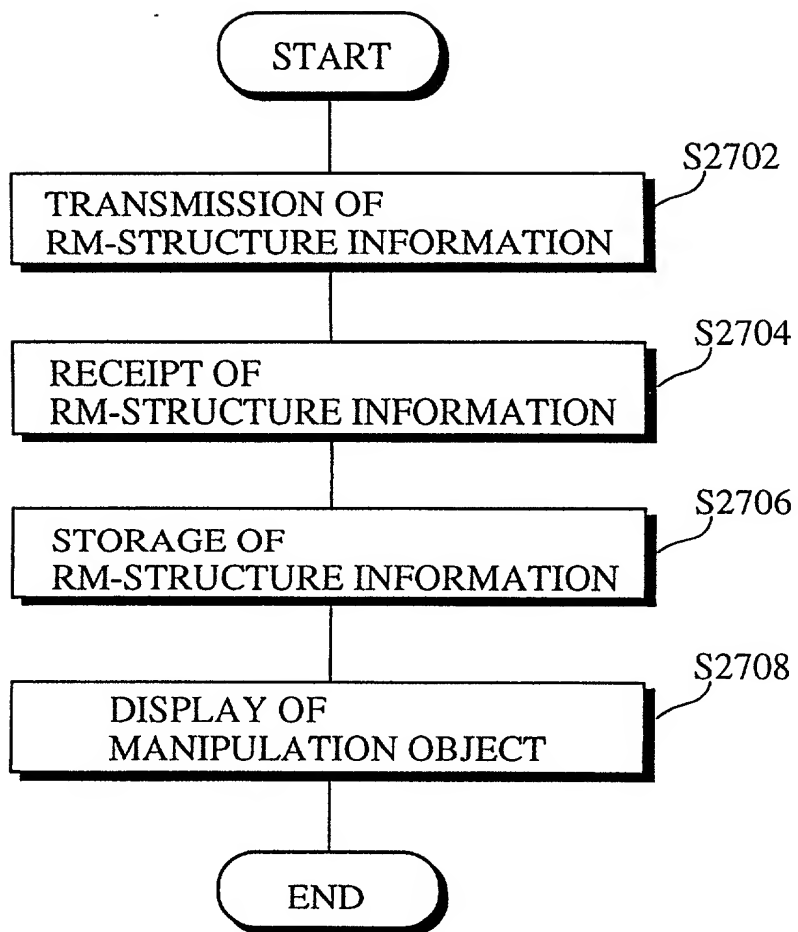 START
S2702
TRANSMISSION OF
RM-STRUCTURE INFORMATION
S2704
RECEIPT OF
RM-STRUCTURE INFORMATION
S2706
STORAGE OF
RM-STRUCTURE INFORMATION
S2708
DISPLAY OF
MANIPULATION OBJECT
END